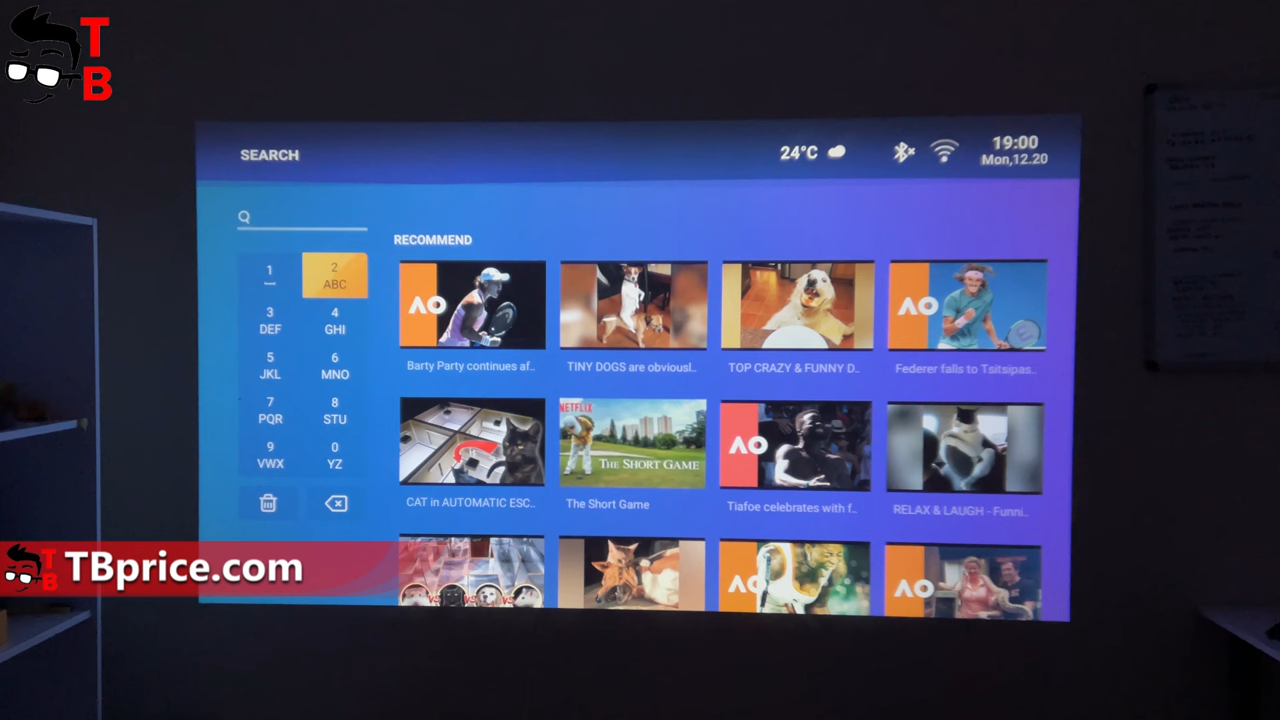 T
B
SEARCH
24°C
19:00
Mon,12.20
RECOMMEND
1
2
ABC
3
4
DEF
GHI
5
6
JKL
MNO
7
8
PQR
STU
9
0
VWX
YZ
AO
AO
Barty Party continues af..
TINY DOGS are obviousl..
TOP CRAZY & FUNNY D..
Federer falls to Tsitsipas..
NETFLIX
THE SHORT GAME
AO
CAT in AUTOMATIC ESC..
The Short Game
Tiafoe celebrates with f..
RELAX & LAUGH - Funni..
T
B
TBprice.com
VS
VS
VS
AO
AO